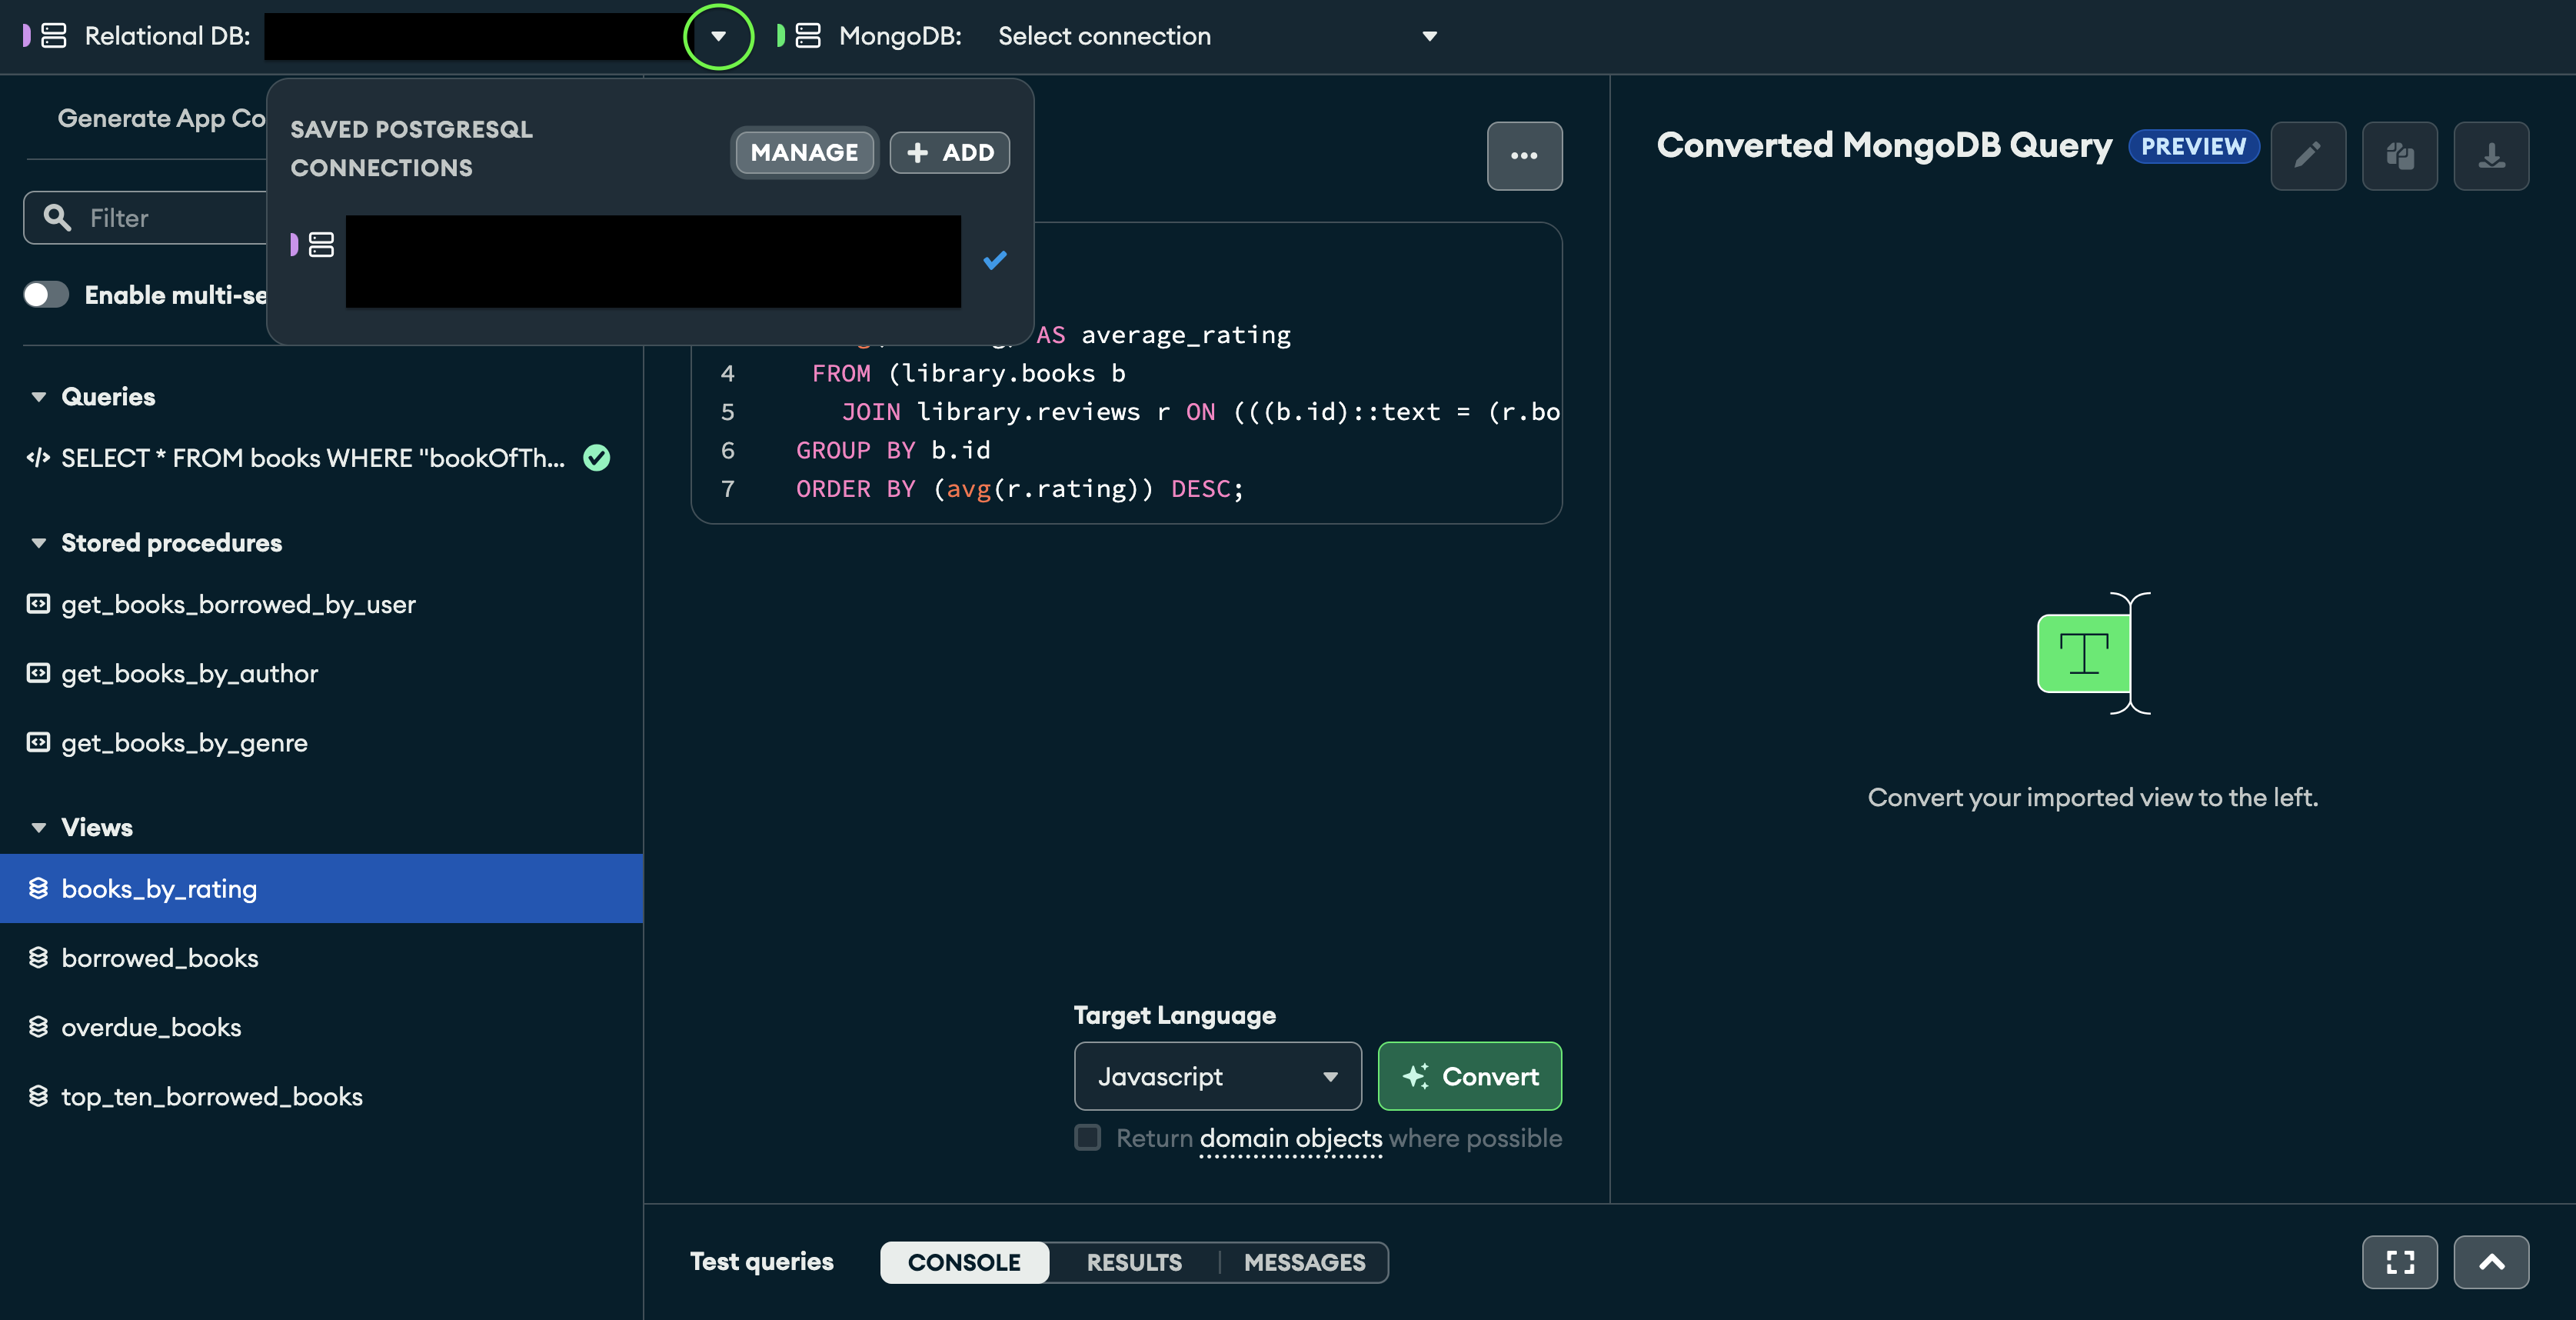 Relational DB:
MongoDB:
Select connection
Generate App Co
SAVED POSTGRESQL
CONNECTIONS
MANAGE
+ ADD
Filter
Enable multi-se
Queries
</> SELECT * FROM books WHERE "bookOfTh...
Stored procedures
get_books_borrowed_by_user
get_books_by_author
get_books_by_genre
Views
books_by_rating
borrowed_books
overdue_books
top_ten_borrowed_books
AS average_rating
4 FROM (library.books b
5 JOIN library.reviews r ON (((b.id)::text = (r.bo
6 GROUP BY b.id
7 ORDER BY (avg(r.rating)) DESC;
Target Language
Javascript
Convert
Return domain objects where possible
Converted MongoDB Query
PREVIEW
T
Convert your imported view to the left.
Test queries
CONSOLE
RESULTS
MESSAGES